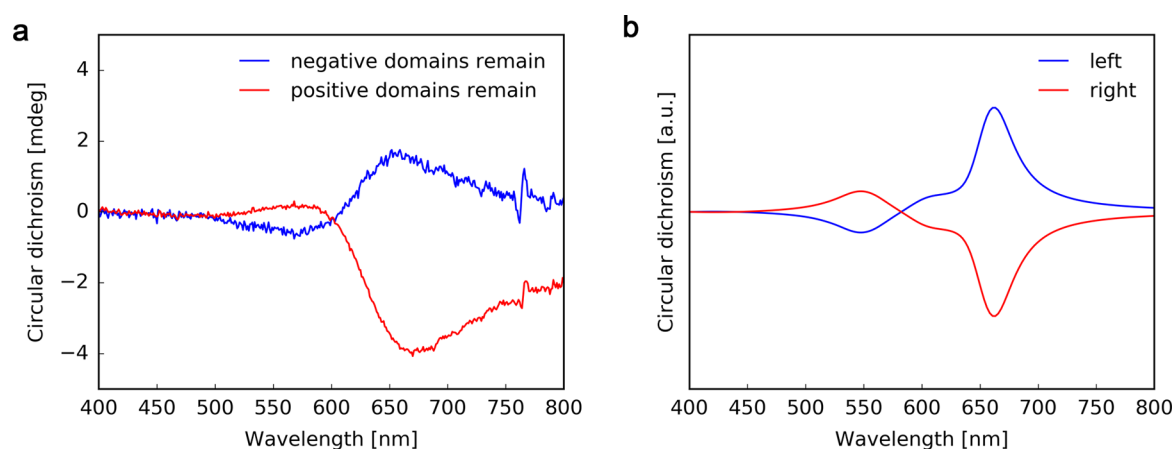 a
negative domains remain
positive domains remain
Circular dichroism [mdeg]
4
2
0
−2
−4
400 450 500 550 600 650 700 750 800
Wavelength [nm]
b
left
right
Circular dichroism [a.u.]
400 450 500 550 600 650 700 750 800
Wavelength [nm]